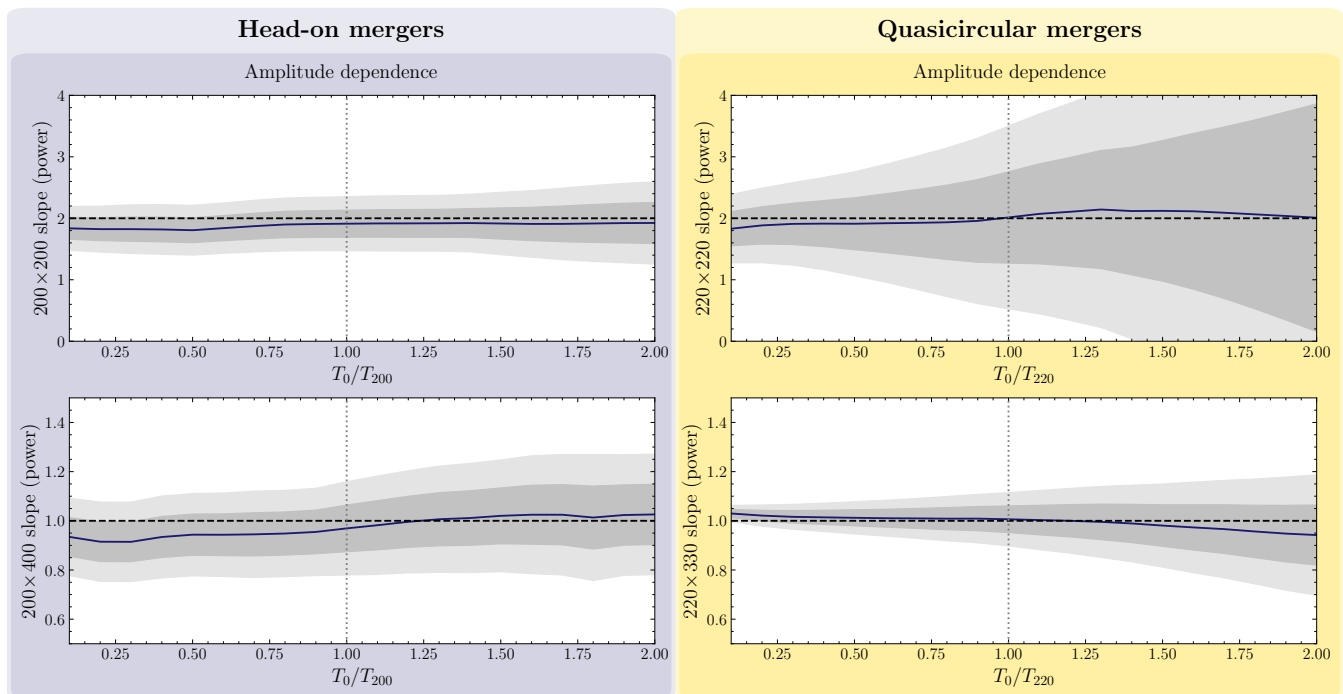 Head-on mergers
Amplitude dependence
200×200 slope (power)
4
3
2
1
0
0.25 0.50 0.75 1.00 1.25 1.50 1.75 2.00
T₀/T₂₀₀
200×400 slope (power)
1.4
1.2
1.0
0.8
0.6
0.25 0.50 0.75 1.00 1.25 1.50 1.75 2.00
T₀/T₂₀₀
Quasicircular mergers
Amplitude dependence
220×220 slope (power)
4
3
2
1
0
0.25 0.50 0.75 1.00 1.25 1.50 1.75 2.00
T₀/T₂₂₀
220×330 slope (power)
1.4
1.2
1.0
0.8
0.6
0.25 0.50 0.75 1.00 1.25 1.50 1.75 2.00
T₀/T₂₂₀